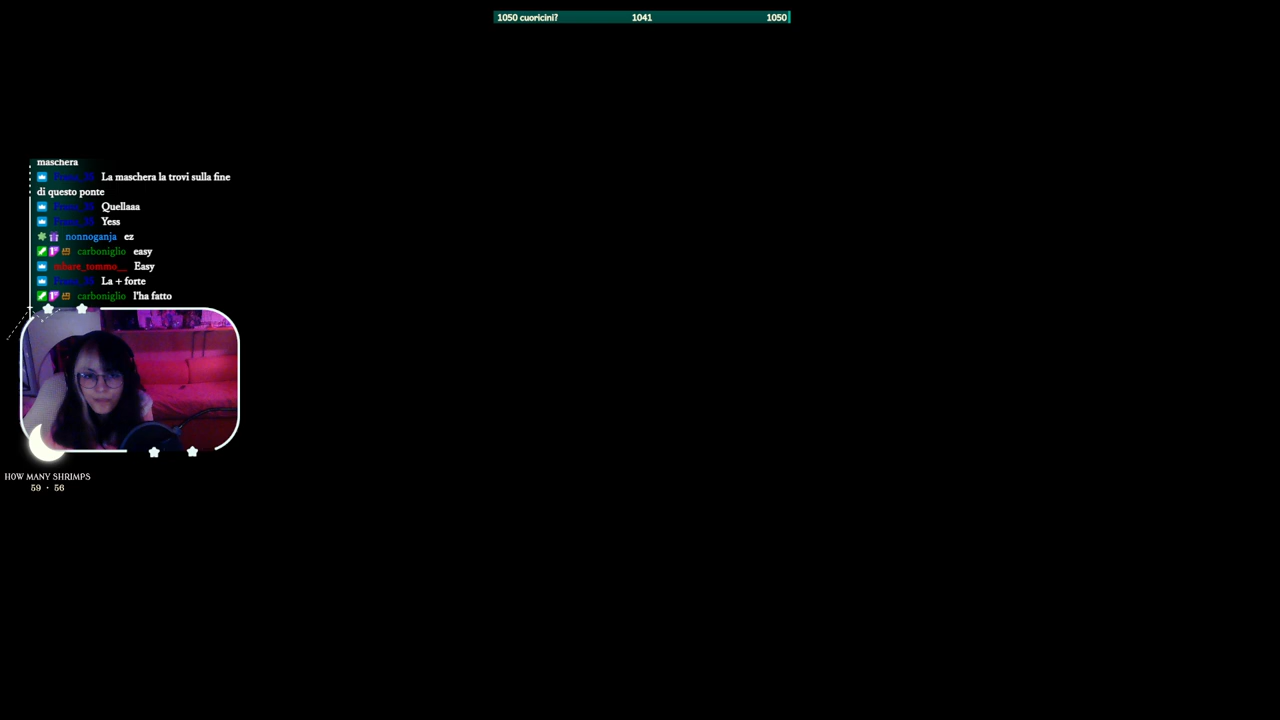 1050 cuoricini? 1041 1050
maschera
La maschera la trovi sulla fine
di questo ponte
Quellaaa
Yess
nonnoganja ez
carboniglio easy
Easy
La + forte
carboniglio l'ha fatto
HOW MANY SHRIMPS
59 · 56